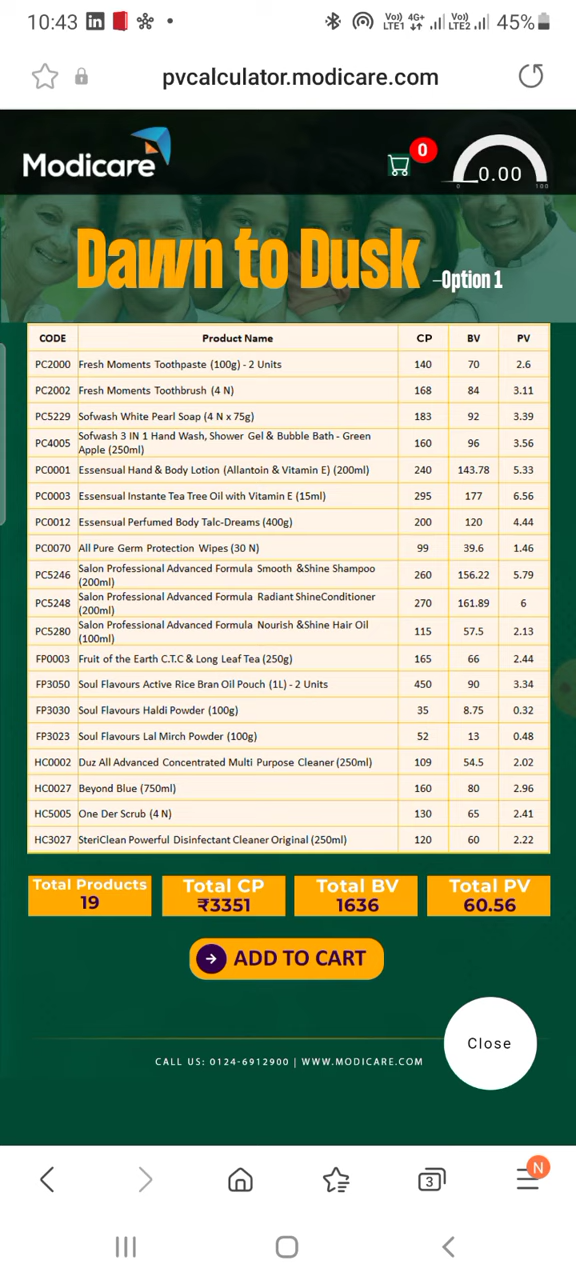 10:43 Vo)) 4G+ Vo)) LTE1 LTE2 45%
pvcalculator.modicare.com
Modicare 0 0.00
0 100
Dawn to Dusk –Option 1
CODE Product Name CP BV PV
PC2000 Fresh Moments Toothpaste (100g) - 2 Units 140 70 2.6
PC2002 Fresh Moments Toothbrush (4 N) 168 84 3.11
PC5229 Sofwash White Pearl Soap (4 N x 75g) 183 92 3.39
PC4005 Sofwash 3 IN 1 Hand Wash, Shower Gel & Bubble Bath - Green 160 96 3.56
Apple (250ml)
PC0001 Essensual Hand & Body Lotion (Allantoin & Vitamin E) (200ml) 240 143.78 5.33
PC0003 Essensual Instante Tea Tree Oil with Vitamin E (15ml) 295 177 6.56
PC0012 Essensual Perfumed Body Talc-Dreams (400g) 200 120 4.44
PC0070 All Pure Germ Protection Wipes (30 N) 99 39.6 1.46
PC5246 Salon Professional Advanced Formula Smooth &Shine Shampoo 260 156.22 5.79
(200ml)
PC5248 Salon Professional Advanced Formula Radiant ShineConditioner 270 161.89 6
(200ml)
PC5280 Salon Professional Advanced Formula Nourish &Shine Hair Oil 115 57.5 2.13
(100ml)
FP0003 Fruit of the Earth C.T.C & Long Leaf Tea (250g) 165 66 2.44
FP3050 Soul Flavours Active Rice Bran Oil Pouch (1L) - 2 Units 450 90 3.34
FP3030 Soul Flavours Haldi Powder (100g) 35 8.75 0.32
FP3023 Soul Flavours Lal Mirch Powder (100g) 52 13 0.48
HC0002 Duz All Advanced Concentrated Multi Purpose Cleaner (250ml) 109 54.5 2.02
HC0027 Beyond Blue (750ml) 160 80 2.96
HC5005 One Der Scrub (4 N) 130 65 2.41
HC3027 SteriClean Powerful Disinfectant Cleaner Original (250ml) 120 60 2.22
Total Products Total CP Total BV Total PV
19 ₹3351 1636 60.56
ADD TO CART
Close
CALL US: 0124-6912900 | WWW.MODICARE.COM
3 N